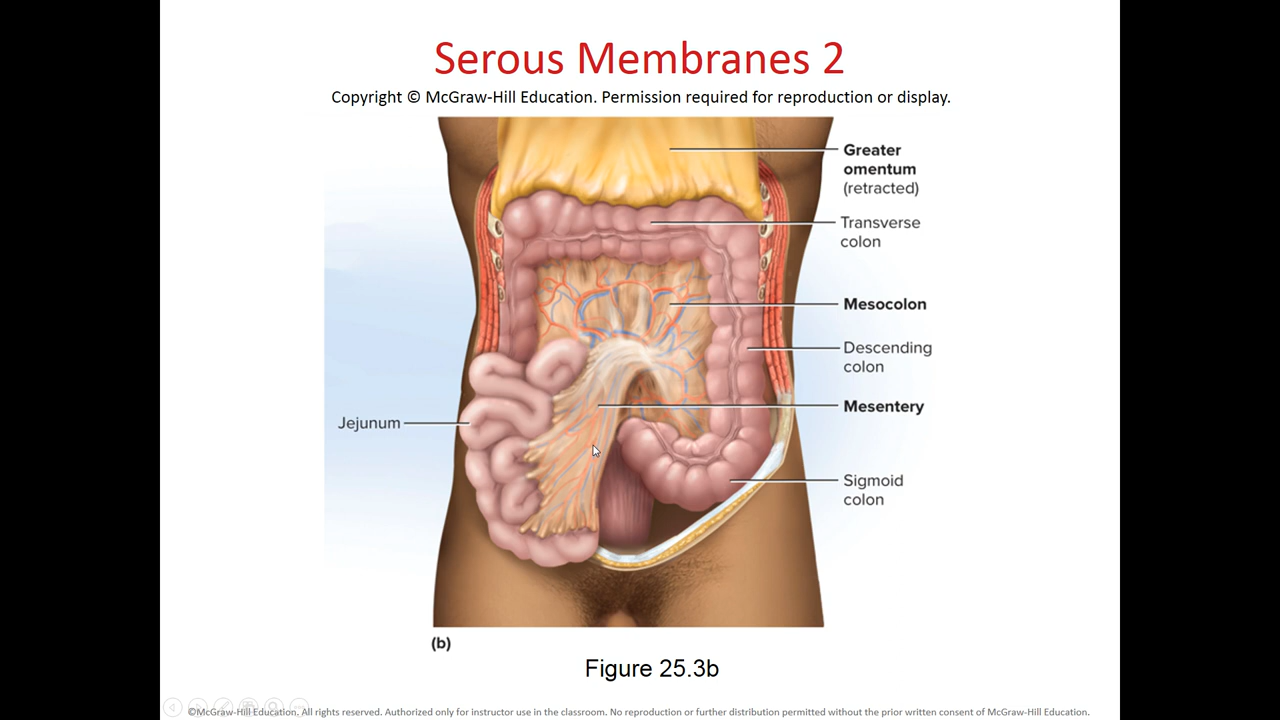 Serous Membranes 2
Copyright © McGraw-Hill Education. Permission required for reproduction or display.
Greater
omentum
(retracted)
Transverse
colon
Mesocolon
Descending
colon
Mesentery
Jejunum
Sigmoid
colon
(b)
Figure 25.3b
©McGraw-Hill Education. All rights reserved. Authorized only for instructor use in the classroom. No reproduction or further distribution permitted without the prior written consent of McGraw-Hill Education.